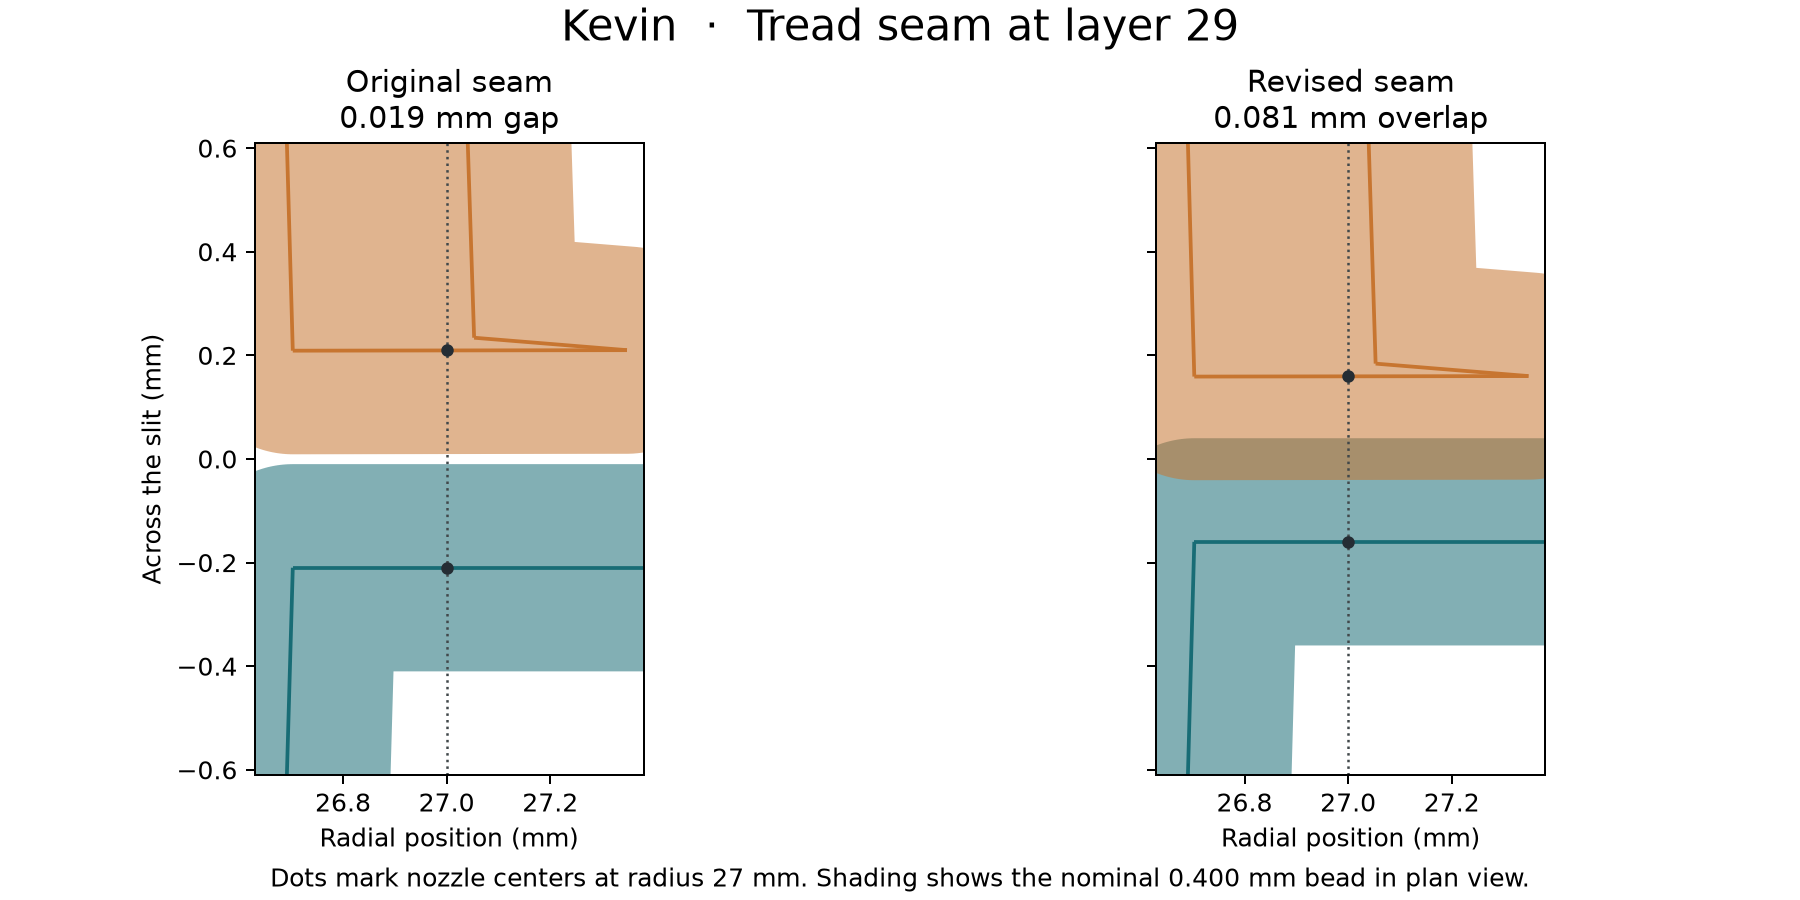 Kevin · Tread seam at layer 29
Original seam
0.019 mm gap
Revised seam
0.081 mm overlap
0.6
0.4
0.2
0.0
−0.2
−0.4
−0.6
Across the slit (mm)
26.8 27.0 27.2
Radial position (mm)
26.8 27.0 27.2
Radial position (mm)
Dots mark nozzle centers at radius 27 mm. Shading shows the nominal 0.400 mm bead in plan view.